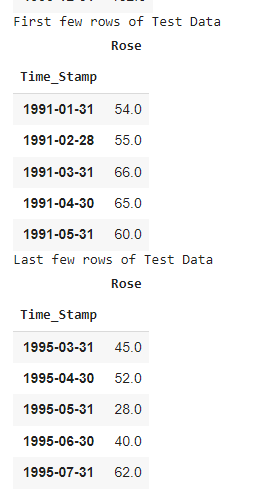 First few rows of Test Data
Rose
Time_Stamp
1991-01-31 54.0
1991-02-28 55.0
1991-03-31 66.0
1991-04-30 65.0
1991-05-31 60.0
Last few rows of Test Data
Rose
Time_Stamp
1995-03-31 45.0
1995-04-30 52.0
1995-05-31 28.0
1995-06-30 40.0
1995-07-31 62.0